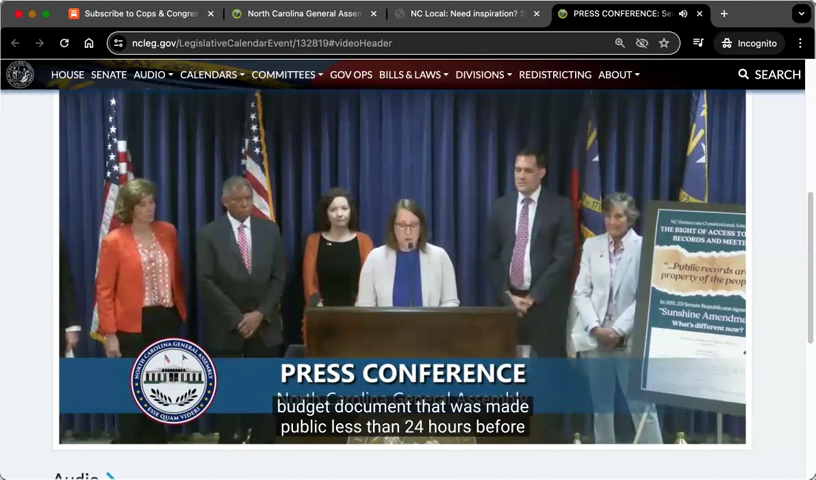 Subscribe to Cops & Congre
North Carolina General Assem
NC Local: Need inspiration? S
PRESS CONFERENCE: Se
ncleg.gov/LegislativeCalendarEvent/132819#videoHeader
Incognito
HOUSE SENATE AUDIO CALENDARS COMMITTEES GOV OPS BILLS & LAWS DIVISIONS REDISTRICTING ABOUT SEARCH
NC Democrats Constitutional Am
THE RIGHT OF ACCESS TO
RECORDS AND MEETI
"...Public records are
property of the peop
In 2011, 23 Senate Republicans signe
"Sunshine Amendme
What's different now?
NORTH CAROLINA GENERAL ASSEMBLY
ESSE QUAM VIDERI
PRESS CONFERENCE
North Carolina General Assembly
budget document that was made
public less than 24 hours before
Audio